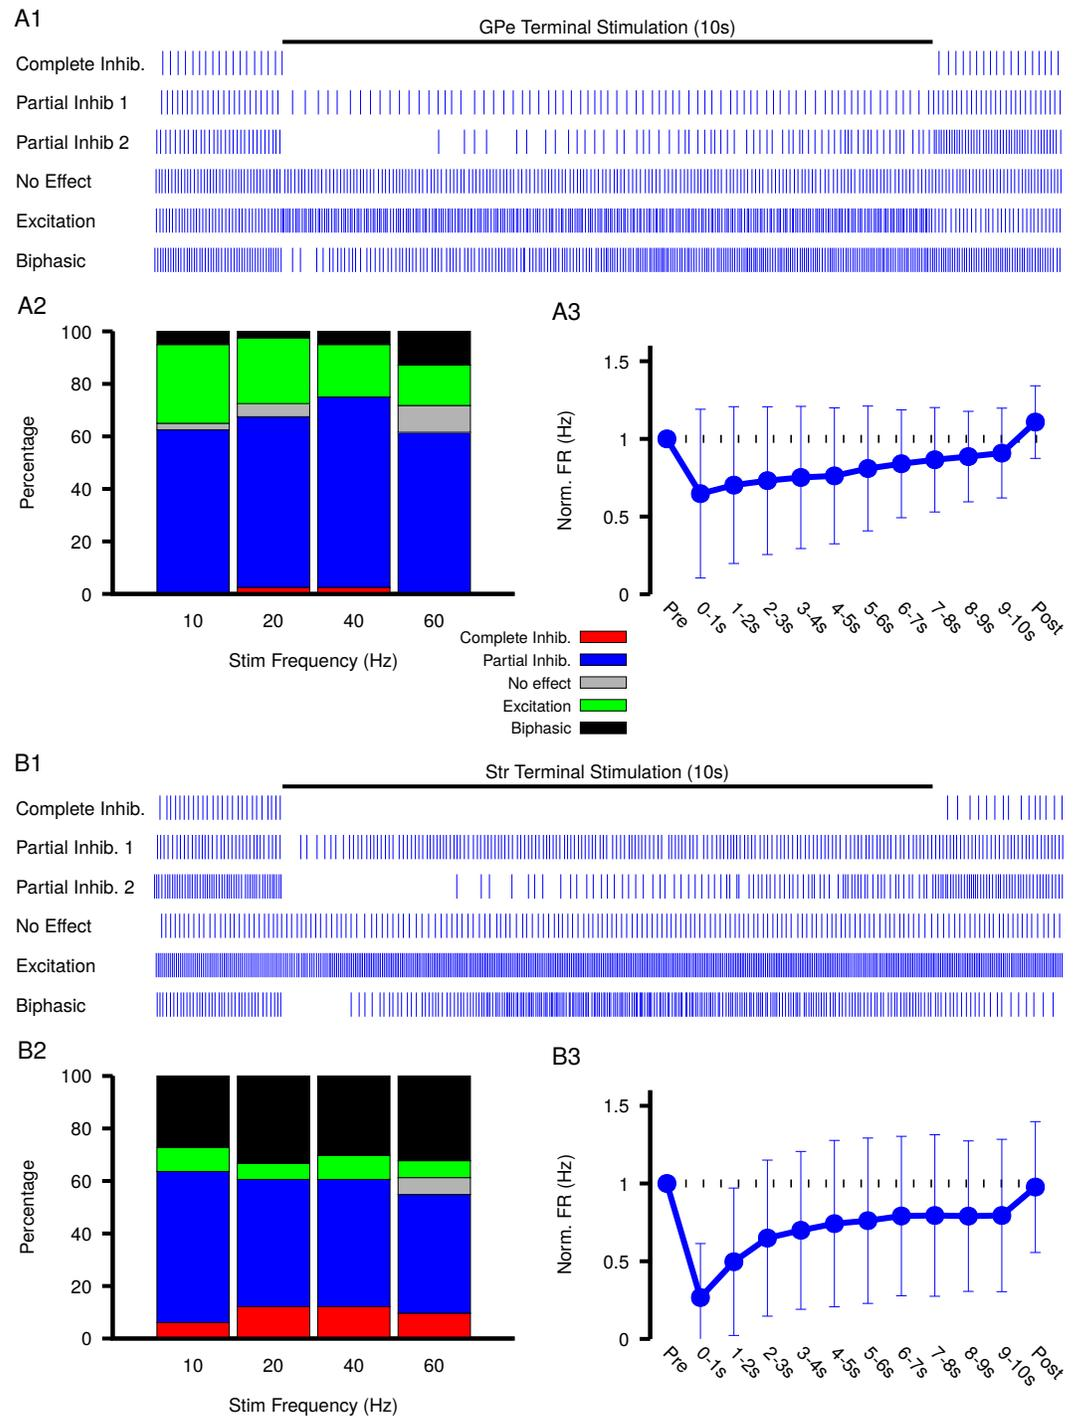 A1
GPe Terminal Stimulation (10s)
Complete Inhib.
Partial Inhib 1
Partial Inhib 2
No Effect
Excitation
Biphasic
A2
100
80
60
40
20
0
Percentage
10 20 40 60
Stim Frequency (Hz)
A3
1.5
1
0.5
0
Norm. FR (Hz)
Pre 0-1s 1-2s 2-3s 3-4s 4-5s 5-6s 6-7s 7-8s 8-9s 9-10s Post
Complete Inhib.
Partial Inhib.
No effect
Excitation
Biphasic
B1
Str Terminal Stimulation (10s)
Complete Inhib.
Partial Inhib. 1
Partial Inhib. 2
No Effect
Excitation
Biphasic
B2
100
80
60
40
20
0
Percentage
10 20 40 60
Stim Frequency (Hz)
B3
1.5
1
0.5
0
Norm. FR (Hz)
Pre 0-1s 1-2s 2-3s 3-4s 4-5s 5-6s 6-7s 7-8s 8-9s 9-10s Post